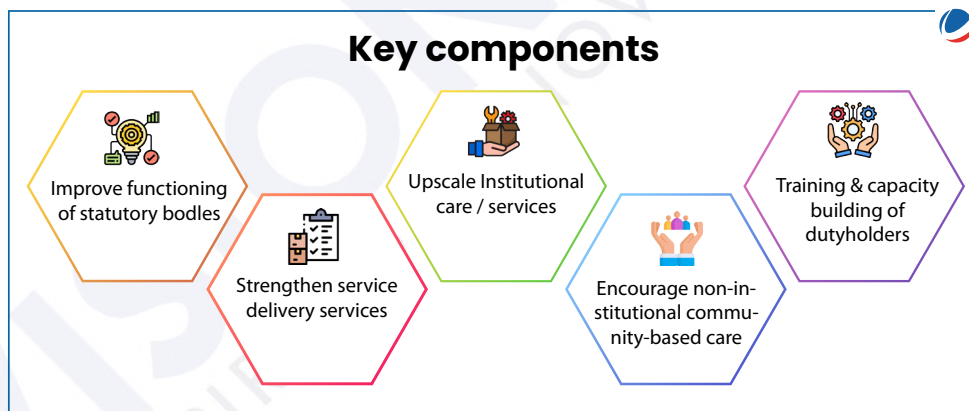 Key components
Improve functioning
of statutory bodles
Strengthen service
delivery services
Upscale Institutional
care / services
Encourage non-in-
stitutional commu-
nity-based care
Training & capacity
building of
dutyholders